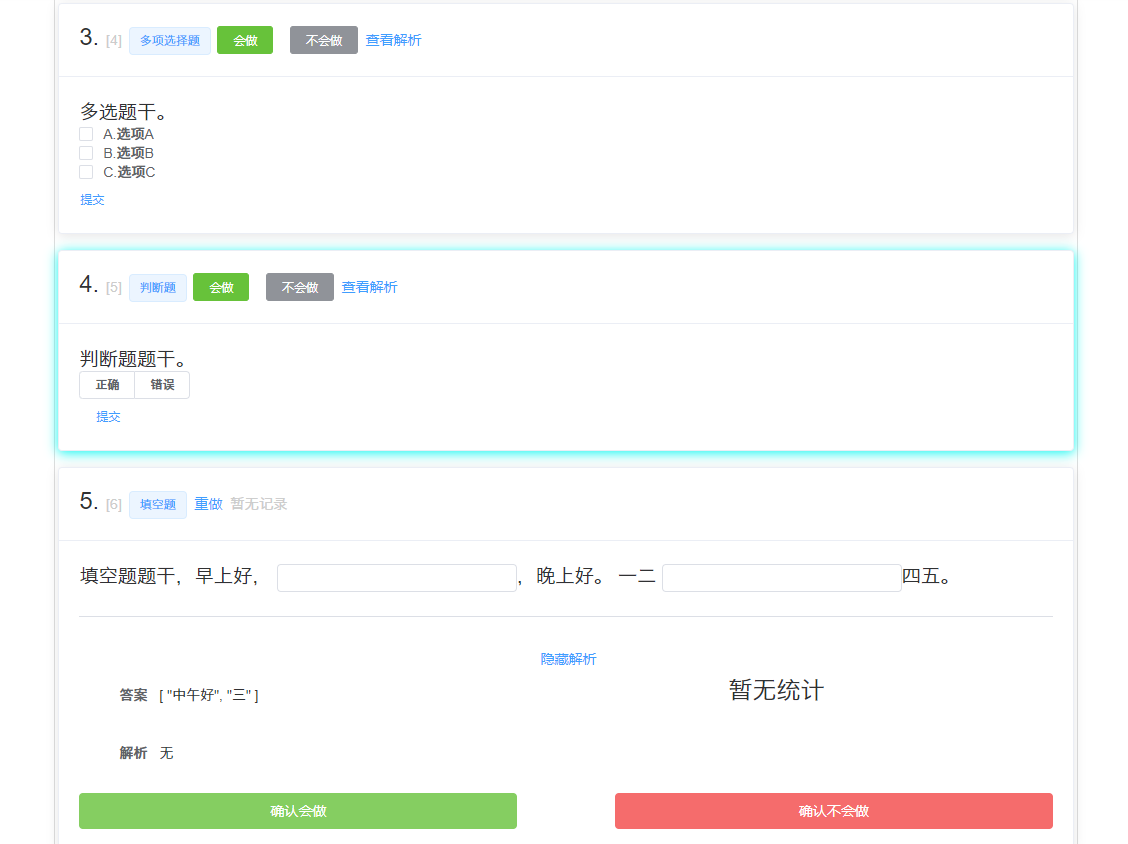 3. [4] 多项选择题 会做 不会做 查看解析
多选题干。
A.选项A
B.选项B
C.选项C
提交
4. [5] 判断题 会做 不会做 查看解析
判断题题干。
正确 错误
提交
5. [6] 填空题 重做 暂无记录
填空题题干，早上好， ，晚上好。 一二 四五。
隐藏解析
答案 [ "中午好", "三" ]
暂无统计
解析 无
确认会做 确认不会做